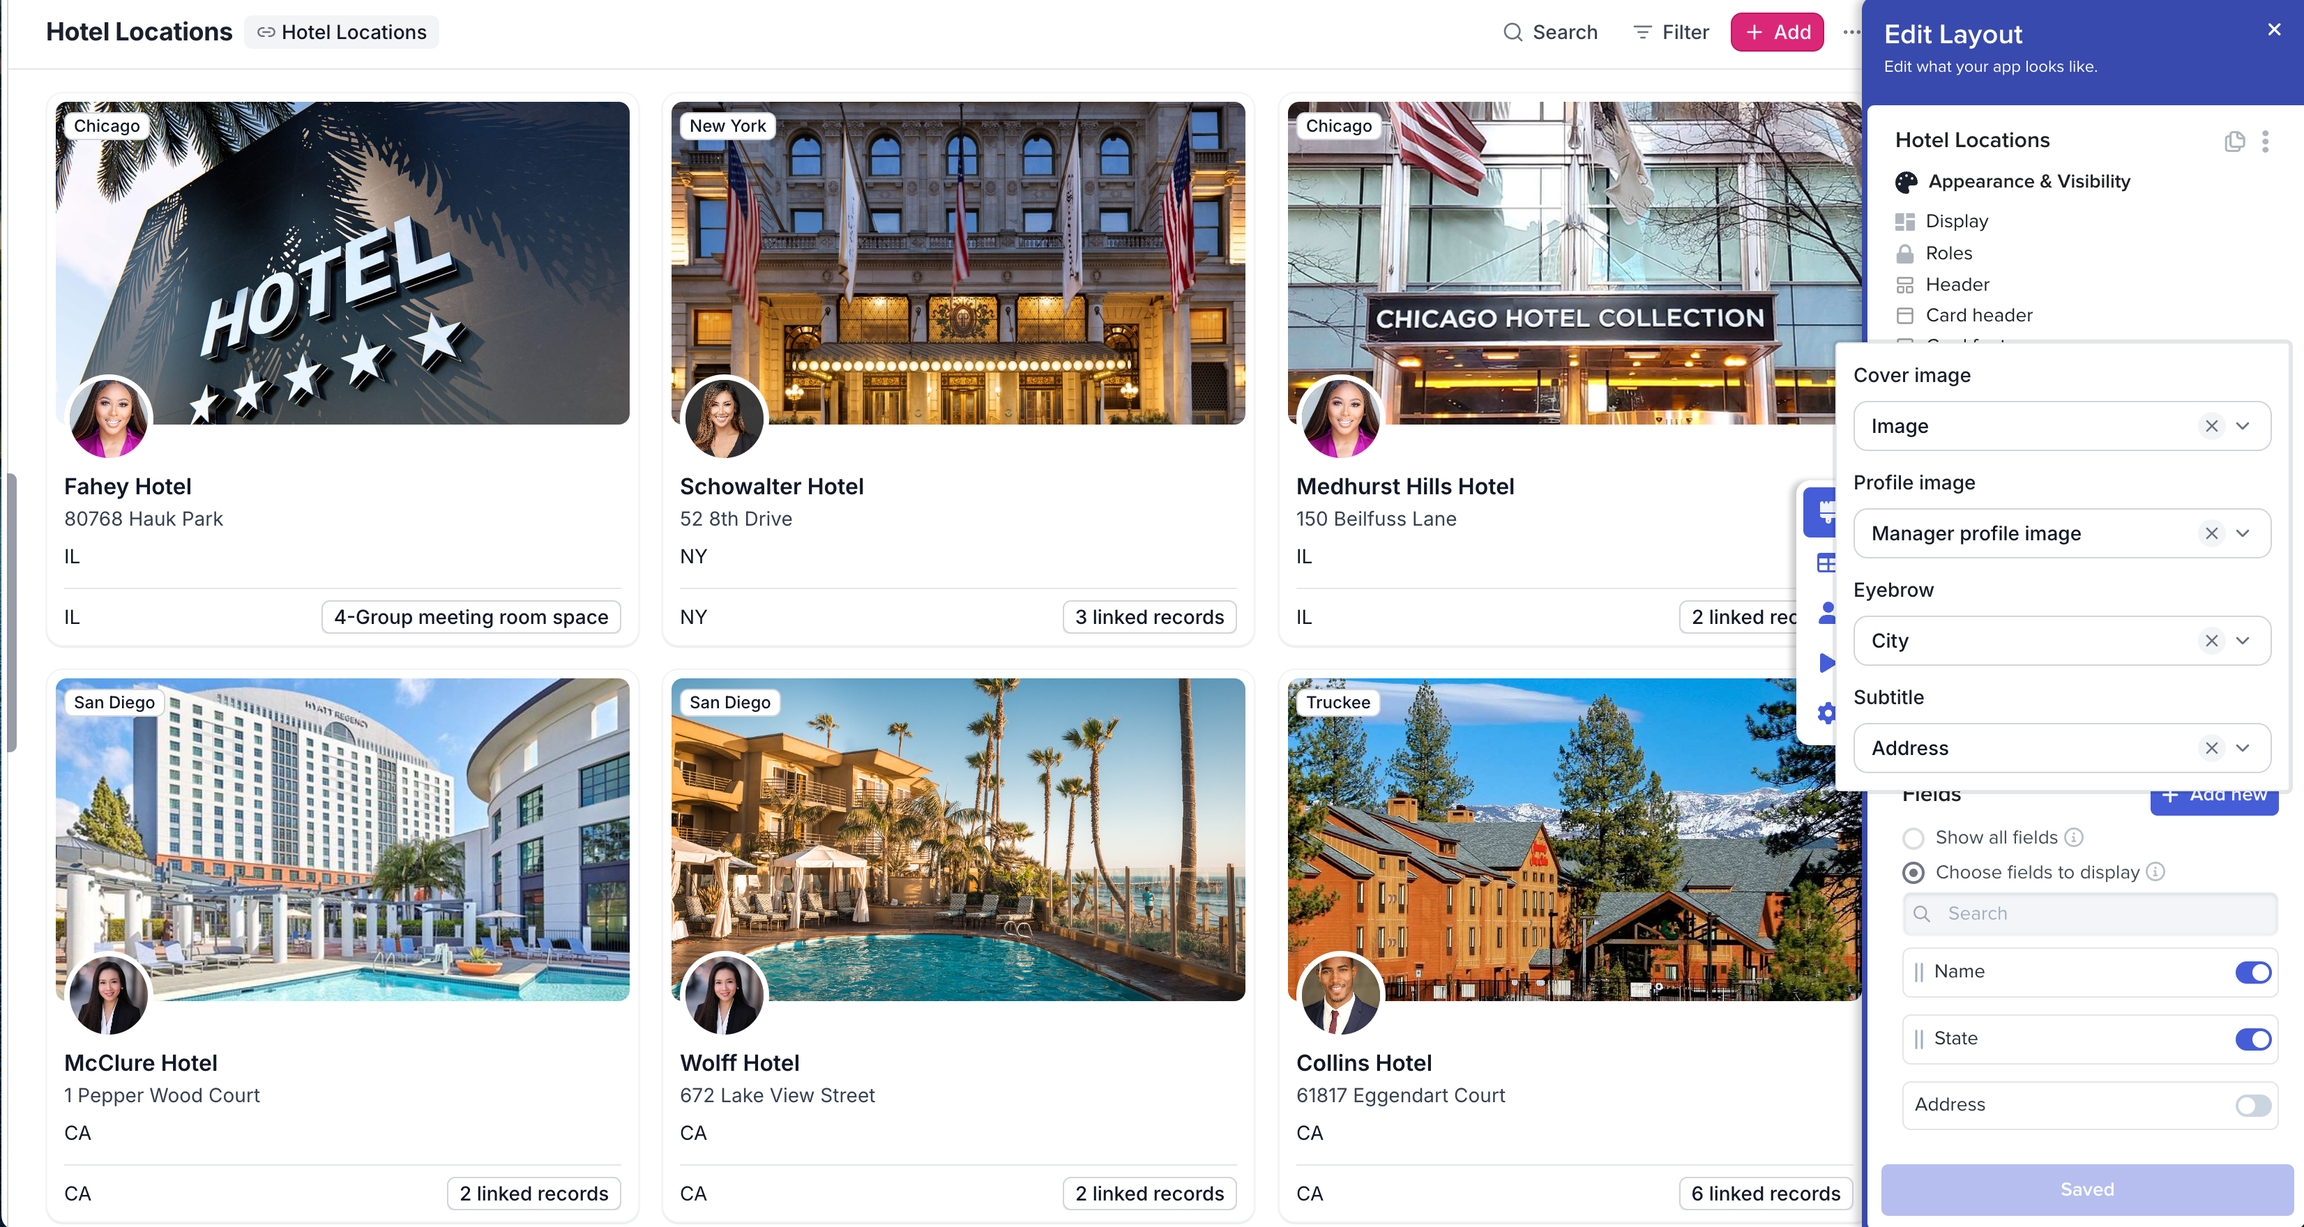 Hotel Locations
Hotel Locations
Search
Filter
+ Add
Chicago
HOTEL
Fahey Hotel
80768 Hauk Park
IL
IL
4-Group meeting room space
New York
Schowalter Hotel
52 8th Drive
NY
NY
3 linked records
Chicago
CHICAGO HOTEL COLLECTION
Medhurst Hills Hotel
150 Beilfuss Lane
IL
IL
2 linked rec
San Diego
HYATT REGENCY
McClure Hotel
1 Pepper Wood Court
CA
CA
2 linked records
San Diego
Wolff Hotel
672 Lake View Street
CA
CA
2 linked records
Truckee
Collins Hotel
61817 Eggendart Court
CA
CA
6 linked records
Edit Layout
Edit what your app looks like.
Hotel Locations
Appearance & Visibility
Display
Roles
Header
Card header
Cover image
Image
Profile image
Manager profile image
Eyebrow
City
Subtitle
Address
Fields
+ Add new
Show all fields
Choose fields to display
Search
Name
State
Address
Saved